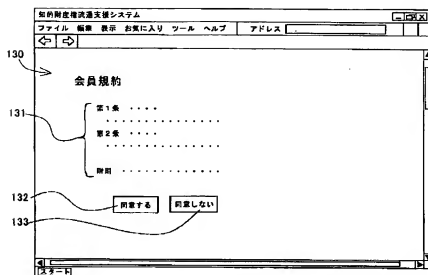 知的財産権流通支援システム
ファイル 編集 表示 お気に入り ツール ヘルプ アドレス
130
会員規約
131
第1条 ・・・・
・・・・・・・・・・・・・・・
第2条 ・・・・
・・・・・・・・・・・・・・・
附則 ・・・・・・・・・・・
132
同意する 同意しない
133
スタート